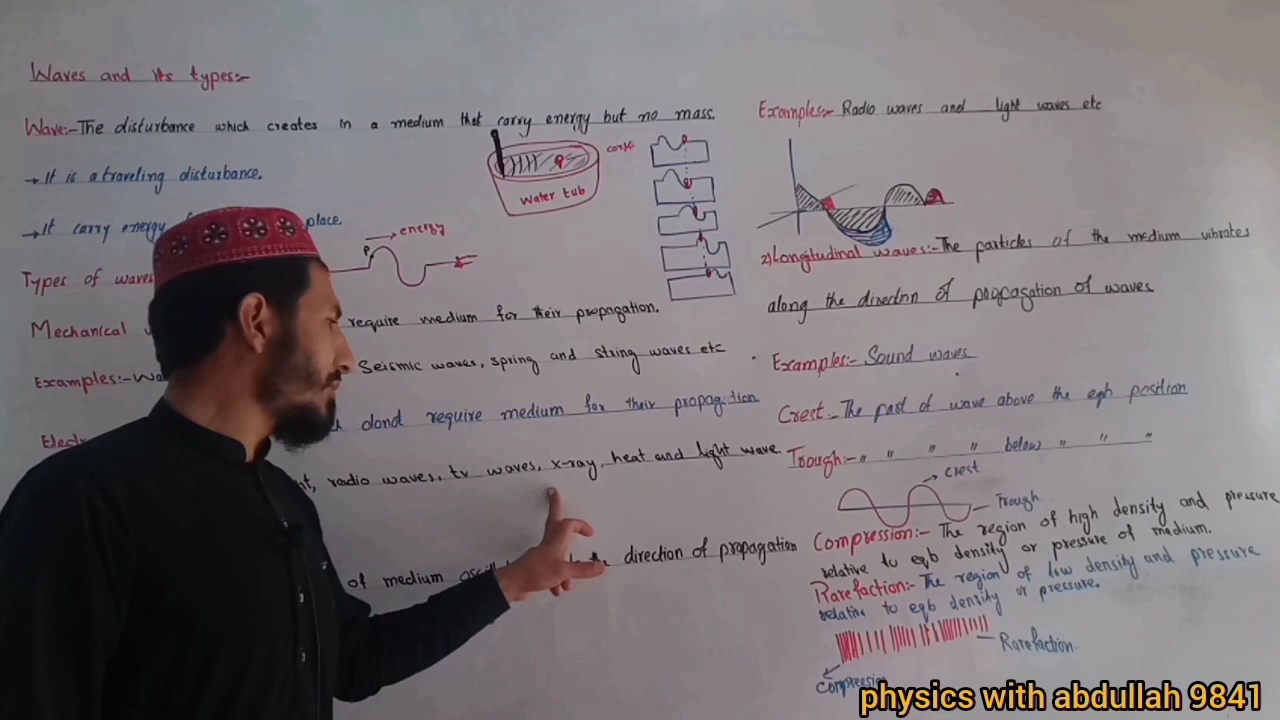 Waves and its types:-
Wave:- The disturbance which creates in a medium that carry energy but no mass.
→ It is a traveling disturbance.
→ It carry energy place.
Types of waves
energy
P
Water tub
cork
Mechanical require medium for their propagation.
Examples:- Seismic waves, spring and string waves etc
dond require medium for their propagation
radio waves, tv waves, x-ray, heat and light wave
of medium direction of propagation
Examples:- Radio waves and light waves etc
2) Longitudinal waves:- The particles of the medium vibrates
along the direction of propagation of waves
Examples:- Sound waves
Crest:- The part of wave above the eqb position
Trough:- " " " " below " " "
Crest
Trough
Compression:- The region of high density and pressure
relative to eqb density or pressure of medium.
Rarefaction:- The region of low density and pressure
relative to eqb density or pressure.
Rarefaction.
Compression
physics with abdullah 9841